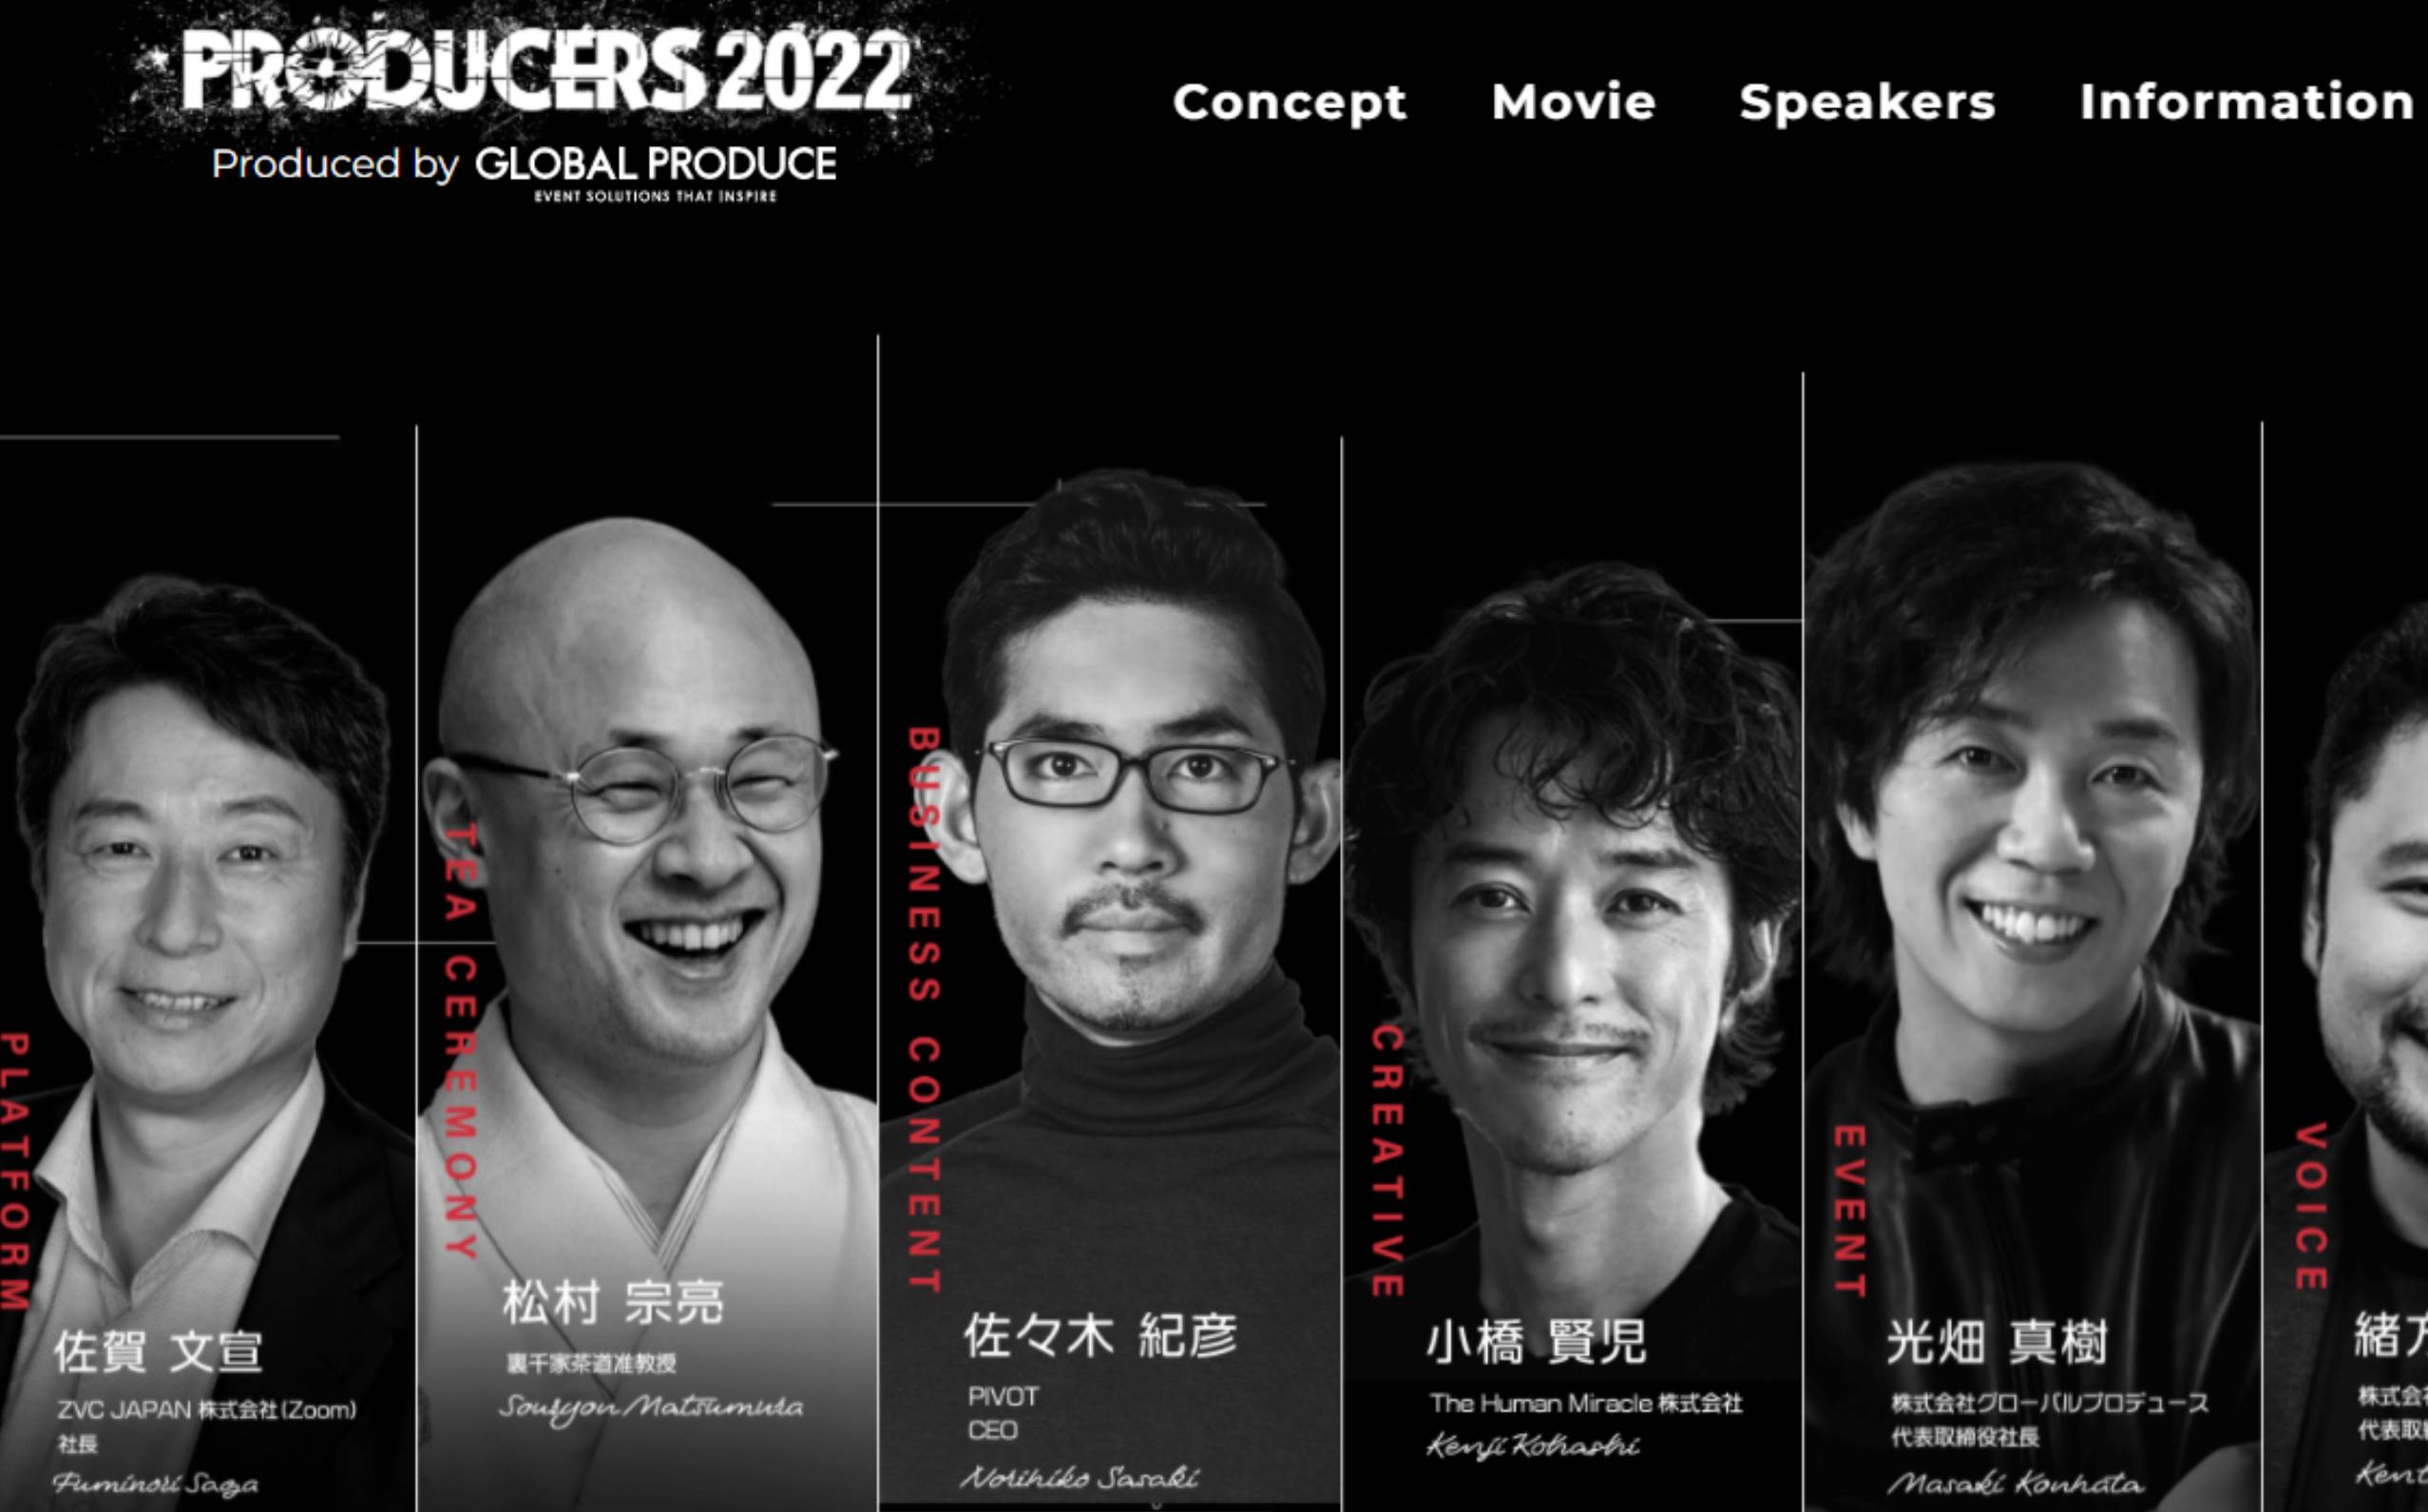 PRODUCERS 2022
Produced by GLOBAL PRODUCE
EVENT SOLUTIONS THAT INSPIRE
Concept Movie Speakers Information
PLATFORM
佐賀 文宣
ZVC JAPAN 株式会社(Zoom)
社長
Fuminori Saga
TEA CEREMONY
松村 宗亮
裏千家茶道准教授
Souryou Matsumura
BUSINESS CONTENT
佐々木 紀彦
PIVOT
CEO
Norihiko Sasaki
CREATIVE
小橋 賢児
The Human Miracle 株式会社
Kenji Kohashi
EVENT
光畑 真樹
株式会社グローバルプロデュース
代表取締役社長
Masaki Kouhata
VOICE
緒方
株式会社
代表取
Kent